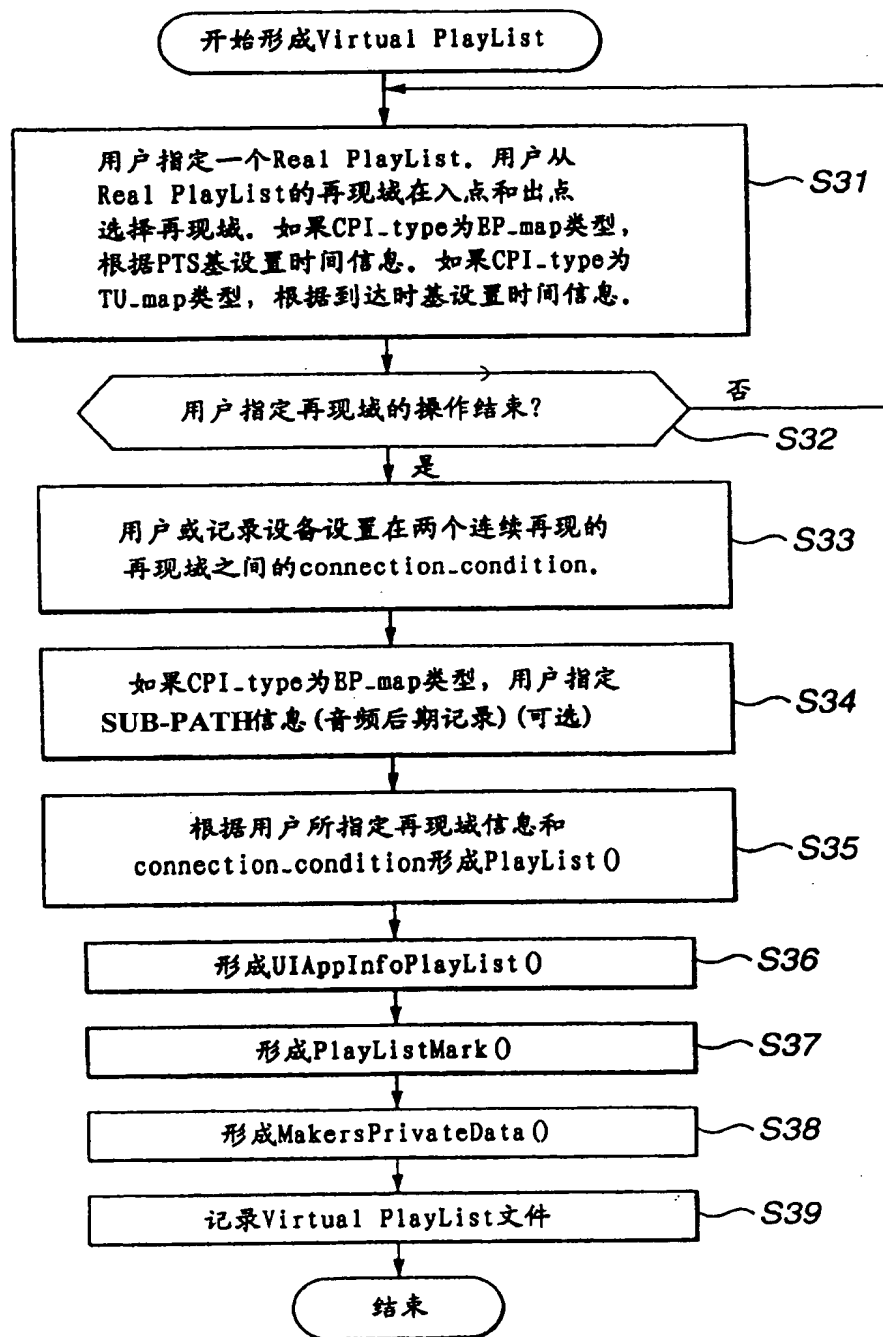 开始形成Virtual PlayList
用户指定一个Real PlayList. 用户从
Real PlayList的再现域在入点和出点
选择再现域. 如果CPI_type为EP_map类型,
根据PTS基设置时间信息. 如果CPI_type为
TU_map类型, 根据到达时基设置时间信息.
S31
用户指定再现域的操作结束?
否
S32
是
用户或记录设备设置在两个连续再现的
再现域之间的connection_condition.
S33
如果CPI_type为EP_map类型, 用户指定
SUB-PATH信息(音频后期记录)(可选)
S34
根据用户所指定再现域信息和
connection_condition形成PlayList()
S35
形成UIAppInfoPlayList()
S36
形成PlayListMark()
S37
形成MakersPrivateData()
S38
记录Virtual PlayList文件
S39
结束